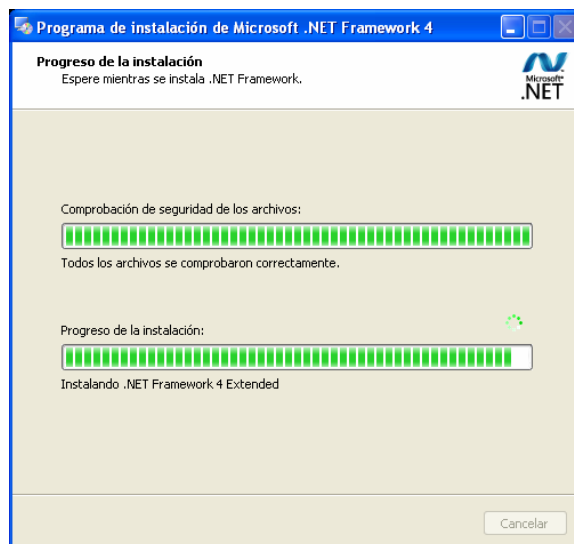 Programa de instalación de Microsoft .NET Framework 4
Progreso de la instalación
Espere mientras se instala .NET Framework.
Microsoft
.NET
Comprobación de seguridad de los archivos:
Todos los archivos se comprobaron correctamente.
Progreso de la instalación:
Instalando .NET Framework 4 Extended
Cancelar